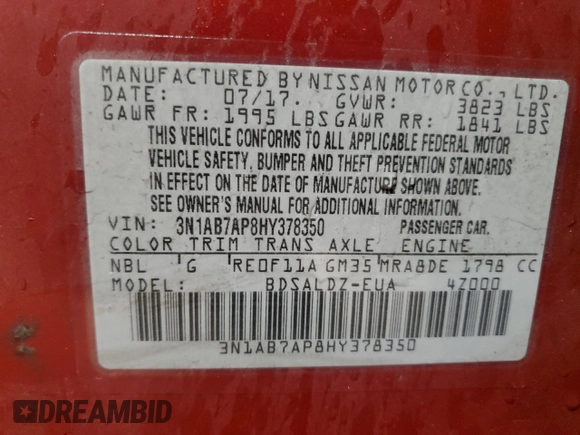 MANUFACTURED BY NISSAN MOTOR CO., LTD.
DATE: 07/17. GVWR: 3823 LBS
GAWR FR: 1995 LBS GAWR RR: 1841 LBS
THIS VEHICLE CONFORMS TO ALL APPLICABLE FEDERAL MOTOR
VEHICLE SAFETY, BUMPER AND THEFT PREVENTION STANDARDS
IN EFFECT ON THE DATE OF MANUFACTURE SHOWN ABOVE.
SEE OWNER'S MANUAL FOR ADDITIONAL INFORMATION.
VIN: 3N1AB7AP8HY378350 PASSENGER CAR.
COLOR TRIM TRANS AXLE ENGINE
NBL G RE0F11A GM35 MRA8DE 1798 CC
MODEL: BDSALDZ-EUA 4Z000
3N1AB7AP8HY378350
DREAMBID